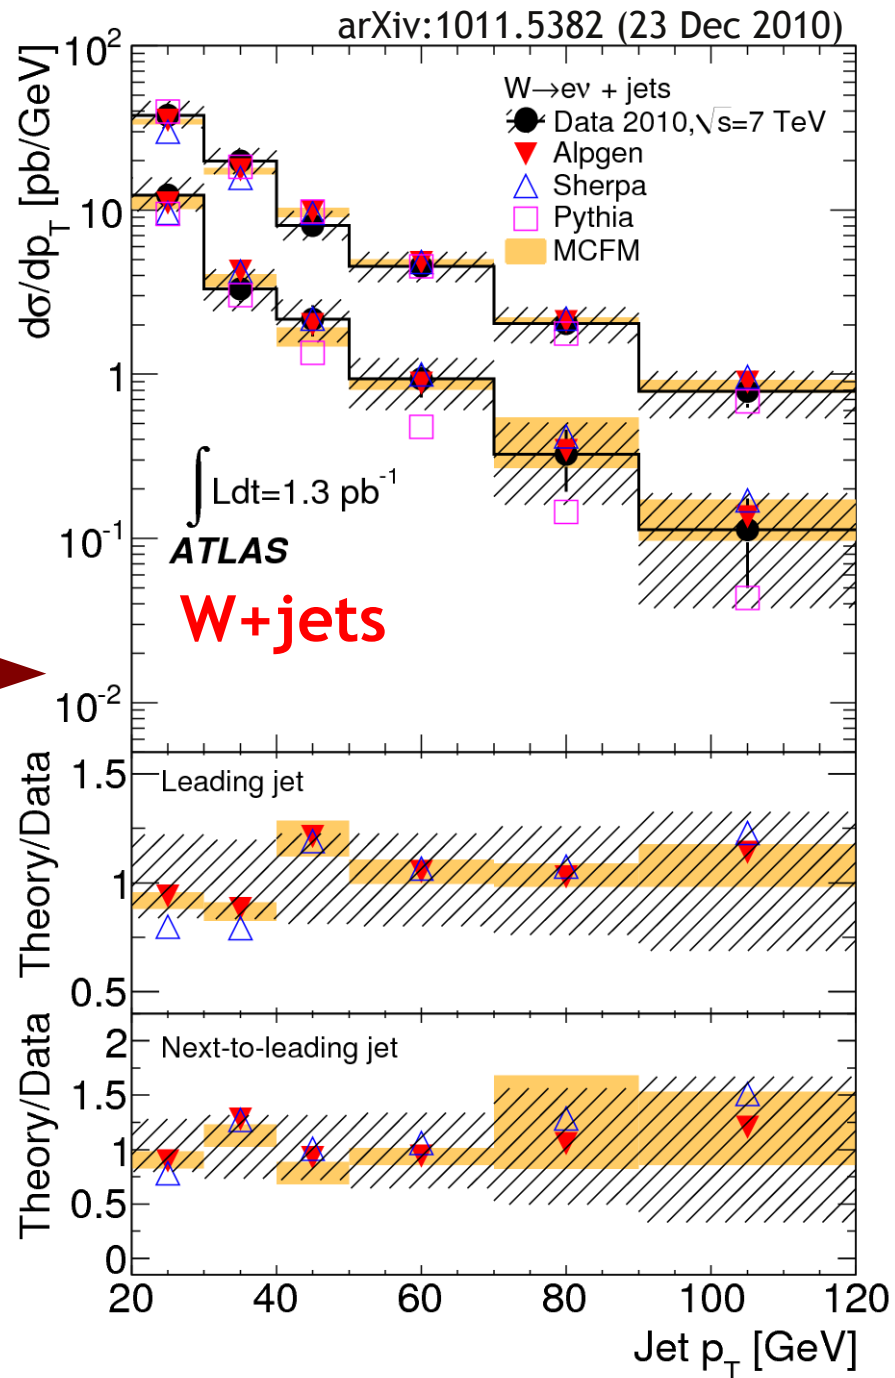 arXiv:1011.5382 (23 Dec 2010)
10²
10
1
10⁻¹
10⁻²
dσ/dp_T [pb/GeV]
W→eν + jets
Data 2010,√s=7 TeV
Alpgen
Sherpa
Pythia
MCFM
∫Ldt=1.3 pb⁻¹
ATLAS
W+jets
Theory/Data
1.5
1
0.5
Leading jet
Theory/Data
2
1.5
1
0.5
0
Next-to-leading jet
20 40 60 80 100 120
Jet p_T [GeV]